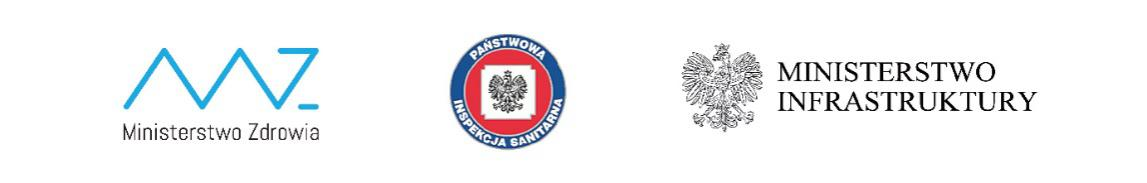 Ministerstwo Zdrowia
PAŃSTWOWA
INSPEKCJA SANITARNA
MINISTERSTWO
INFRASTRUKTURY